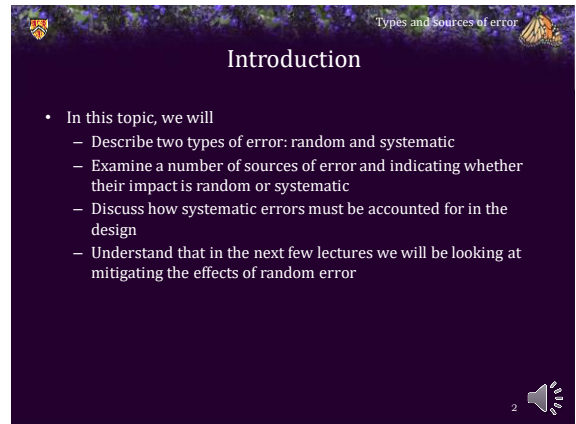 Types and sources of error
Introduction
• In this topic, we will
– Describe two types of error: random and systematic
– Examine a number of sources of error and indicating whether
their impact is random or systematic
– Discuss how systematic errors must be accounted for in the
design
– Understand that in the next few lectures we will be looking at
mitigating the effects of random error
2